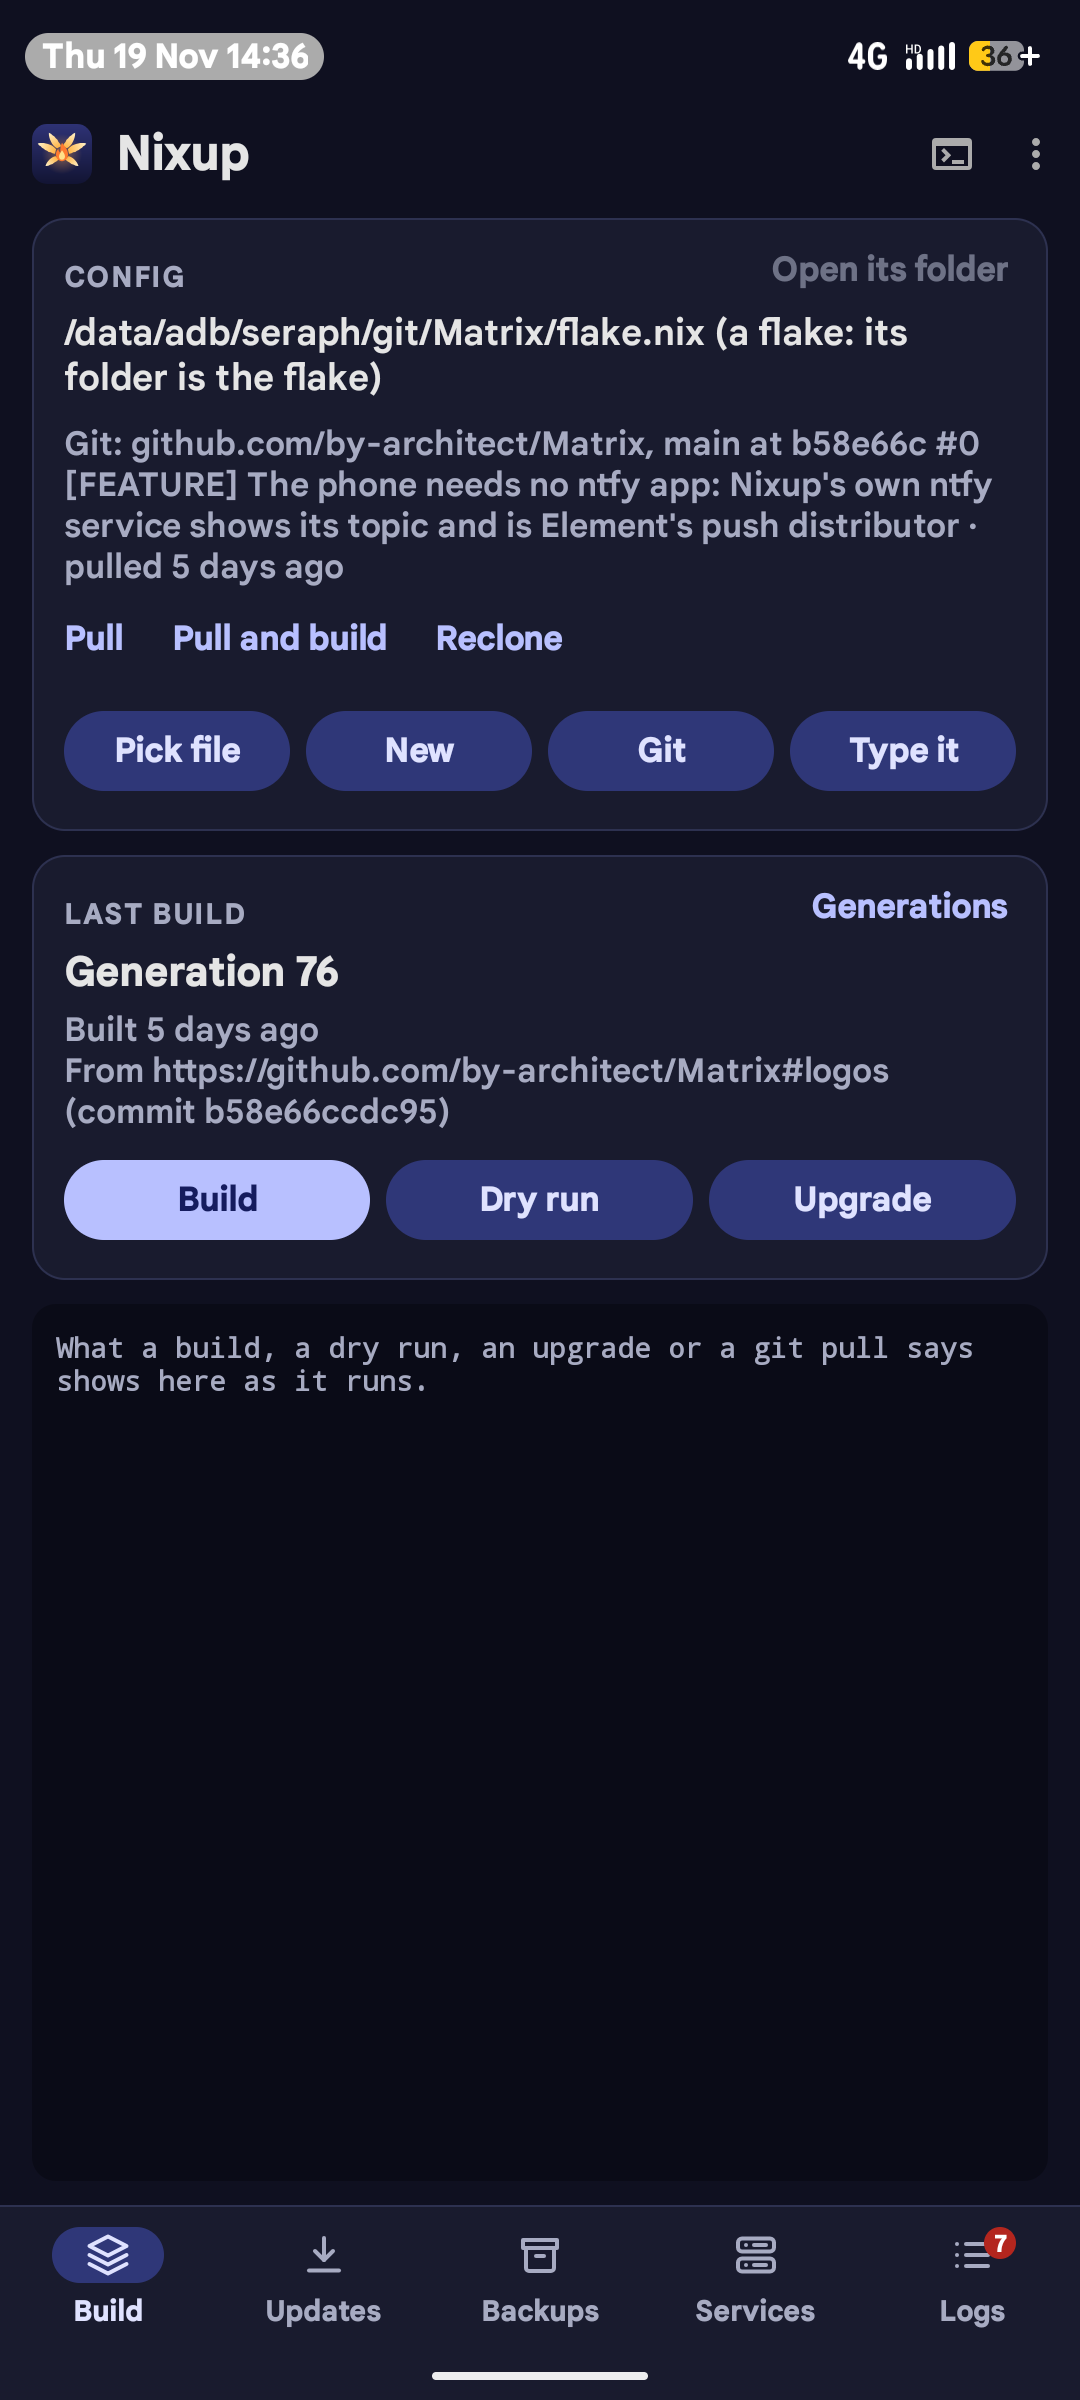 Thu 19 Nov 14:36
4G HD 36+
Nixup
CONFIG
Open its folder
/data/adb/seraph/git/Matrix/flake.nix (a flake: its
folder is the flake)
Git: github.com/by-architect/Matrix, main at b58e66c #0
[FEATURE] The phone needs no ntfy app: Nixup's own ntfy
service shows its topic and is Element's push distributor ·
pulled 5 days ago
Pull Pull and build Reclone
Pick file New Git Type it
LAST BUILD
Generations
Generation 76
Built 5 days ago
From https://github.com/by-architect/Matrix#logos
(commit b58e66ccdc95)
Build Dry run Upgrade
What a build, a dry run, an upgrade or a git pull says
shows here as it runs.
7
Build Updates Backups Services Logs